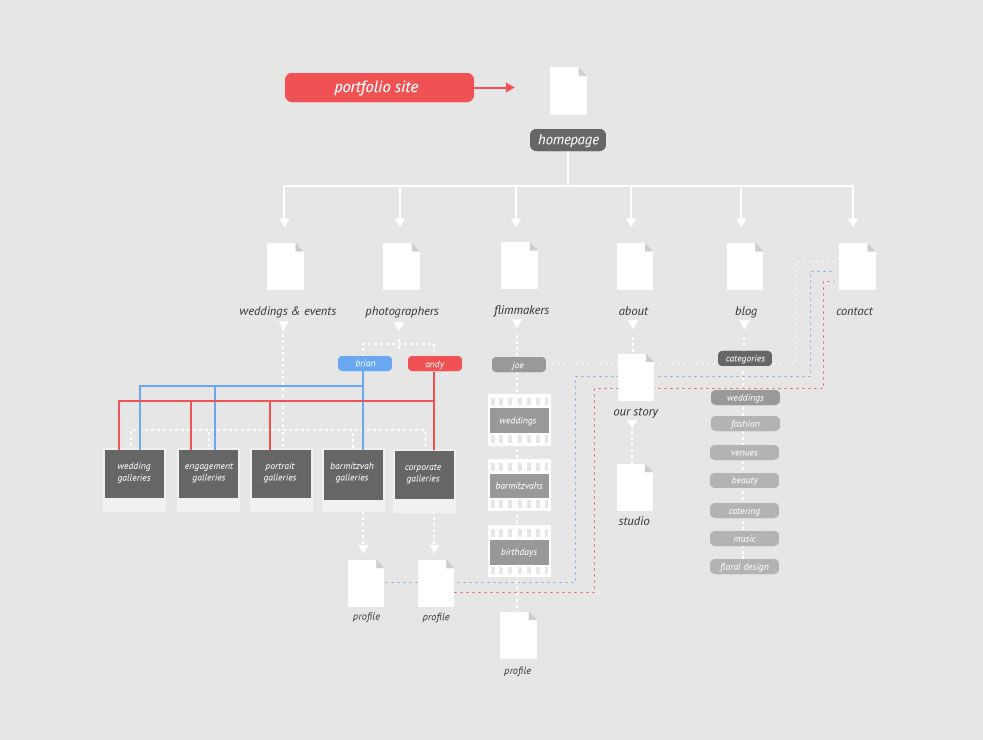 portfolio site
homepage
weddings & events
photographers
flimmakers
about
blog
contact
brian
andy
joe
categories
weddings
fashion
venues
beauty
catering
music
floral design
our story
studio
weddings
barmitzvahs
birthdays
wedding
galleries
engagement
galleries
portrait
galleries
barmitzvah
galleries
corporate
galleries
profile
profile
profile